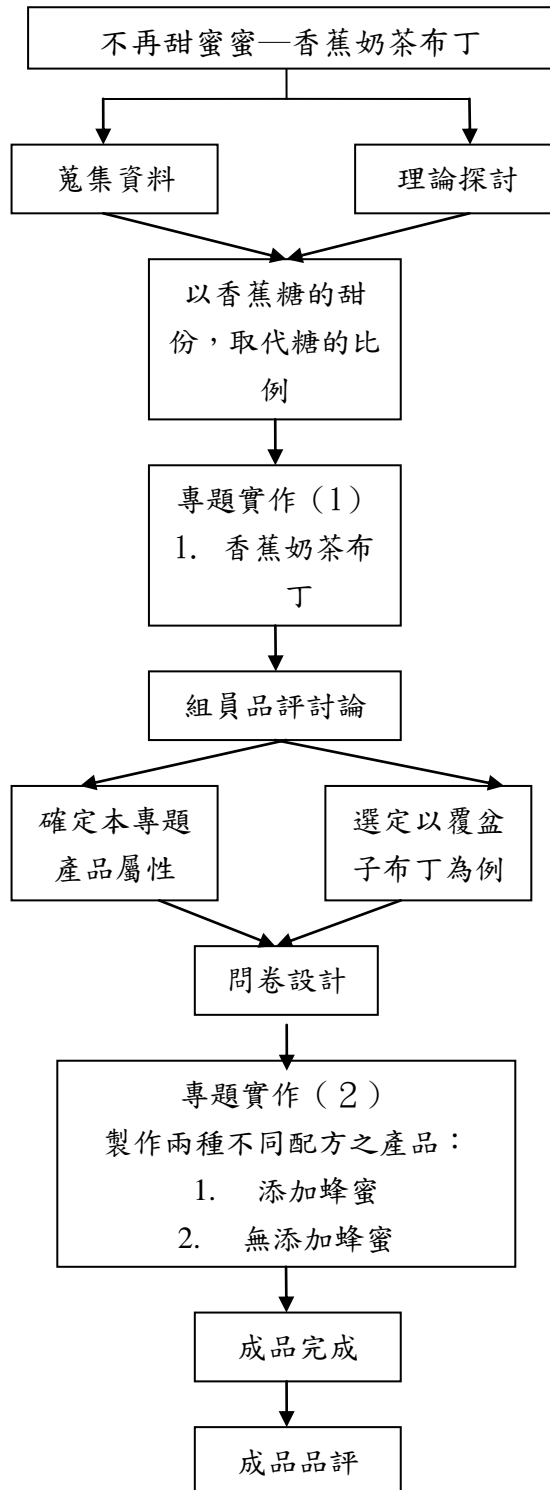 不再甜蜜蜜—香蕉奶茶布丁
蒐集資料
理論探討
以香蕉糖的甜
份，取代糖的比
例
專題實作（1）
1. 香蕉奶茶布
丁
組員品評討論
確定本專題
產品屬性
選定以覆盆
子布丁為例
問卷設計
專題實作（２）
製作兩種不同配方之產品：
1. 添加蜂蜜
2. 無添加蜂蜜
成品完成
成品品評